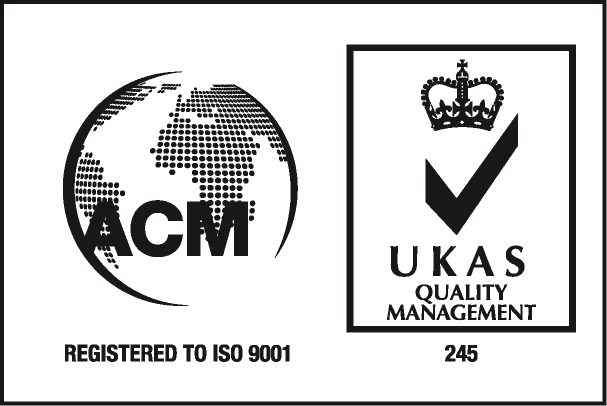 ACM
REGISTERED TO ISO 9001
UKAS
QUALITY
MANAGEMENT
245